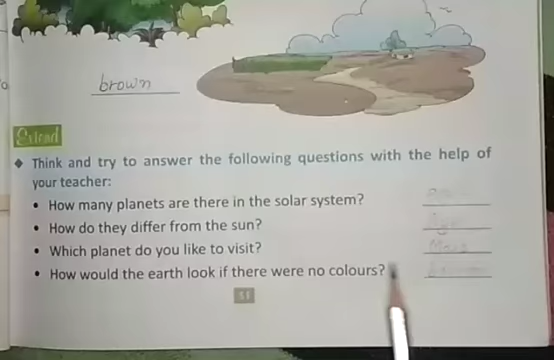 brown
Extend
◆ Think and try to answer the following questions with the help of
your teacher:
• How many planets are there in the solar system?
• How do they differ from the sun?
• Which planet do you like to visit? Mars
• How would the earth look if there were no colours?
51